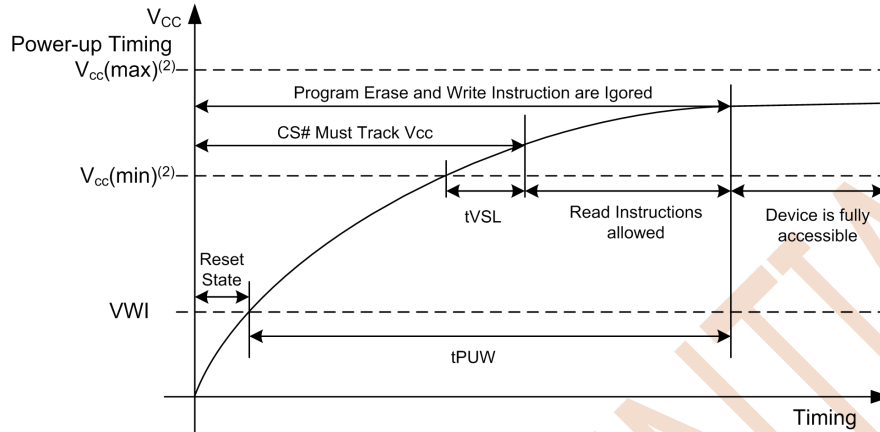 VCC
Power-up Timing
Vcc(max)(2)
Program Erase and Write Instruction are Igored
CS# Must Track Vcc
Vcc(min)(2)
tVSL
Read Instructions
allowed
Device is fully
accessible
Reset
State
VWI
tPUW
Timing